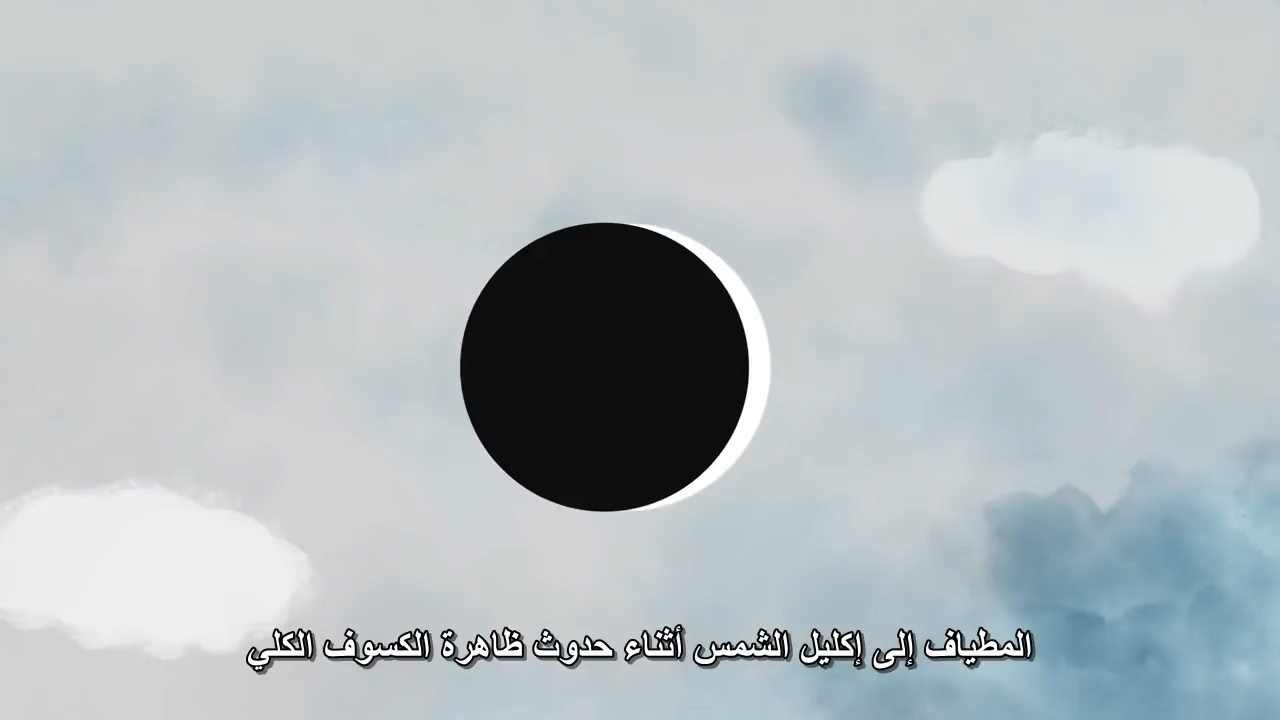 المطياف إلى إكليل الشمس أثناء حدوث ظاهرة الكسوف الكلي